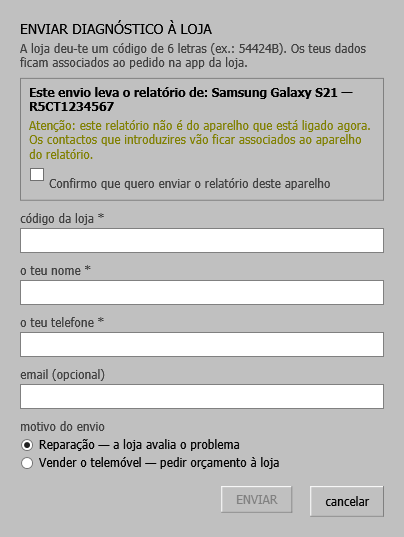 ENVIAR DIAGNÓSTICO À LOJA
A loja deu-te um código de 6 letras (ex.: 54424B). Os teus dados
ficam associados ao pedido na app da loja.
Este envio leva o relatório de: Samsung Galaxy S21 —
R5CT1234567
Atenção: este relatório não é do aparelho que está ligado agora.
Os contactos que introduzires vão ficar associados ao aparelho
do relatório.
Confirmo que quero enviar o relatório deste aparelho
código da loja *
o teu nome *
o teu telefone *
email (opcional)
motivo do envio
Reparação — a loja avalia o problema
Vender o telemóvel — pedir orçamento à loja
ENVIAR
cancelar